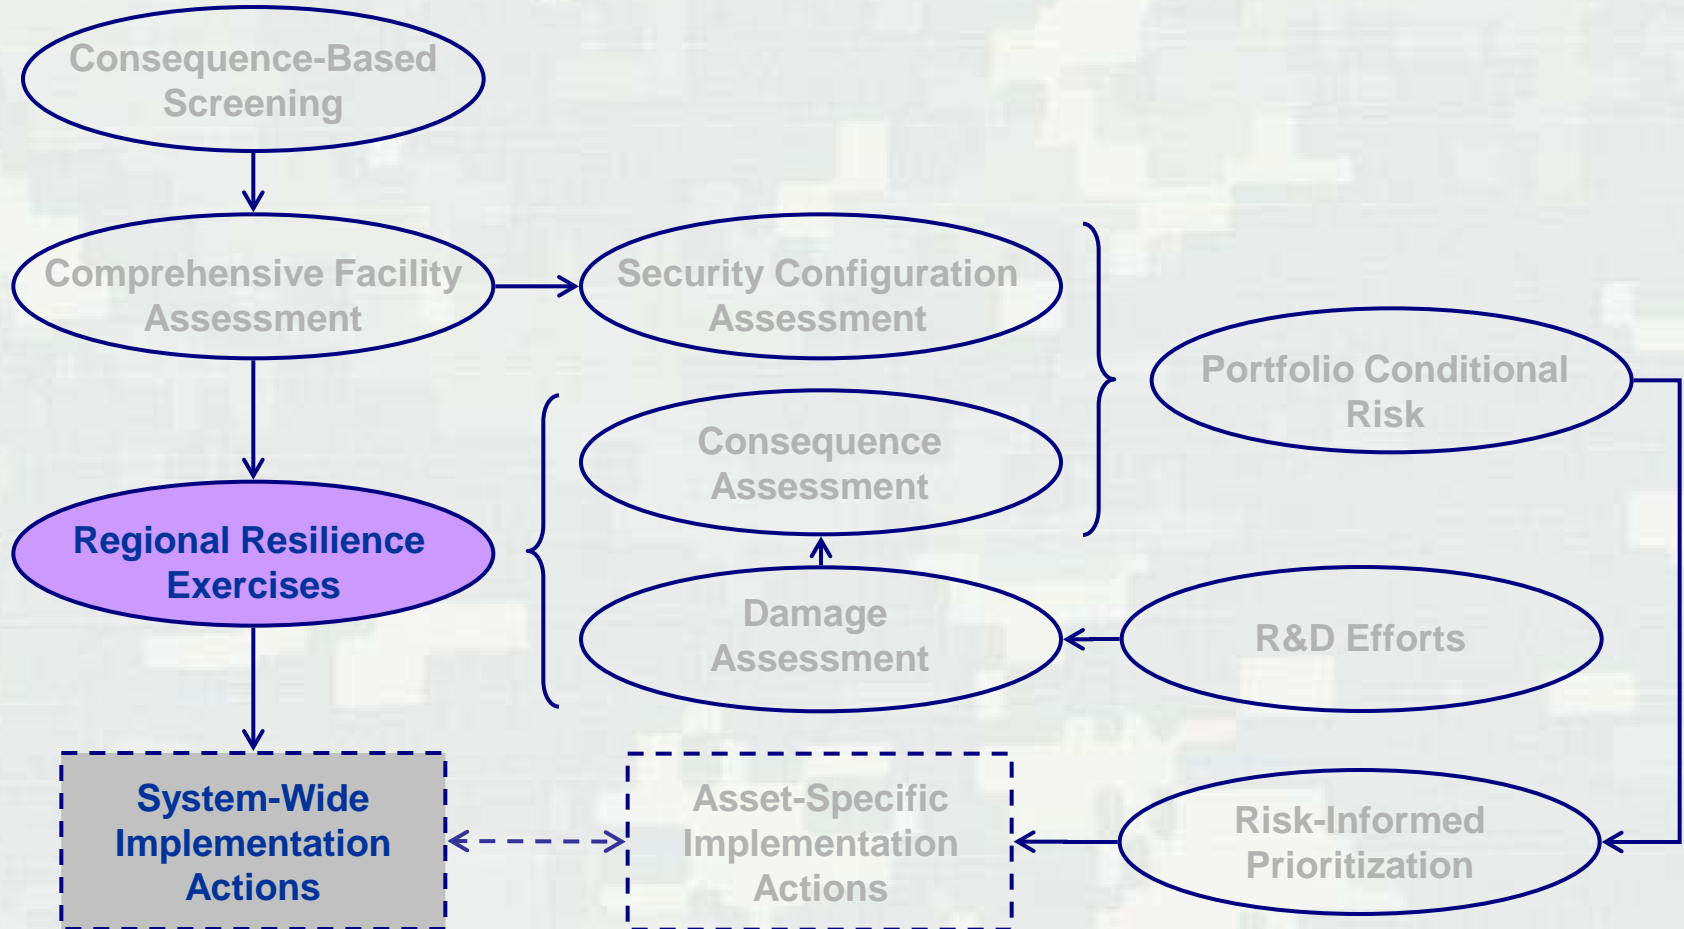 Consequence-Based
Screening
Comprehensive Facility
Assessment
Security Configuration
Assessment
Portfolio Conditional
Risk
Consequence
Assessment
Regional Resilience
Exercises
Damage
Assessment
R&D Efforts
System-Wide
Implementation
Actions
Asset-Specific
Implementation
Actions
Risk-Informed
Prioritization